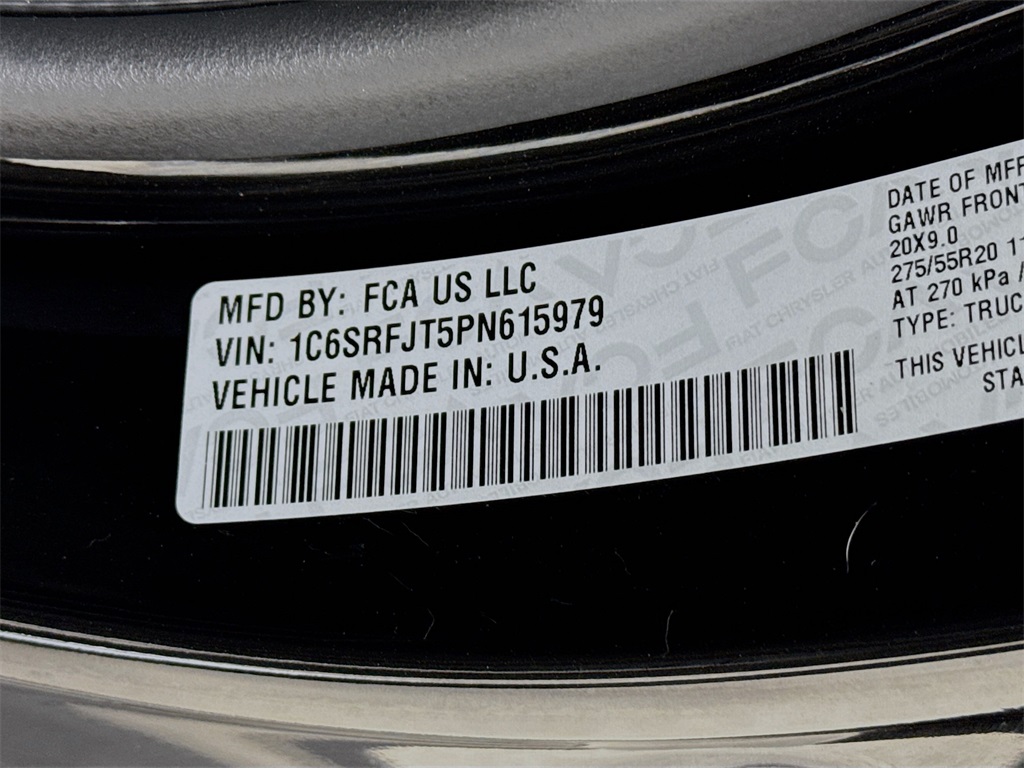 MFD BY: FCA US LLC
VIN: 1C6SRFJT5PN615979
VEHICLE MADE IN: U.S.A.
DATE OF MFR
GAWR FRONT
20X9.0
275/55R20 11
AT 270 kPa /
TYPE: TRUC
THIS VEHICL
STA